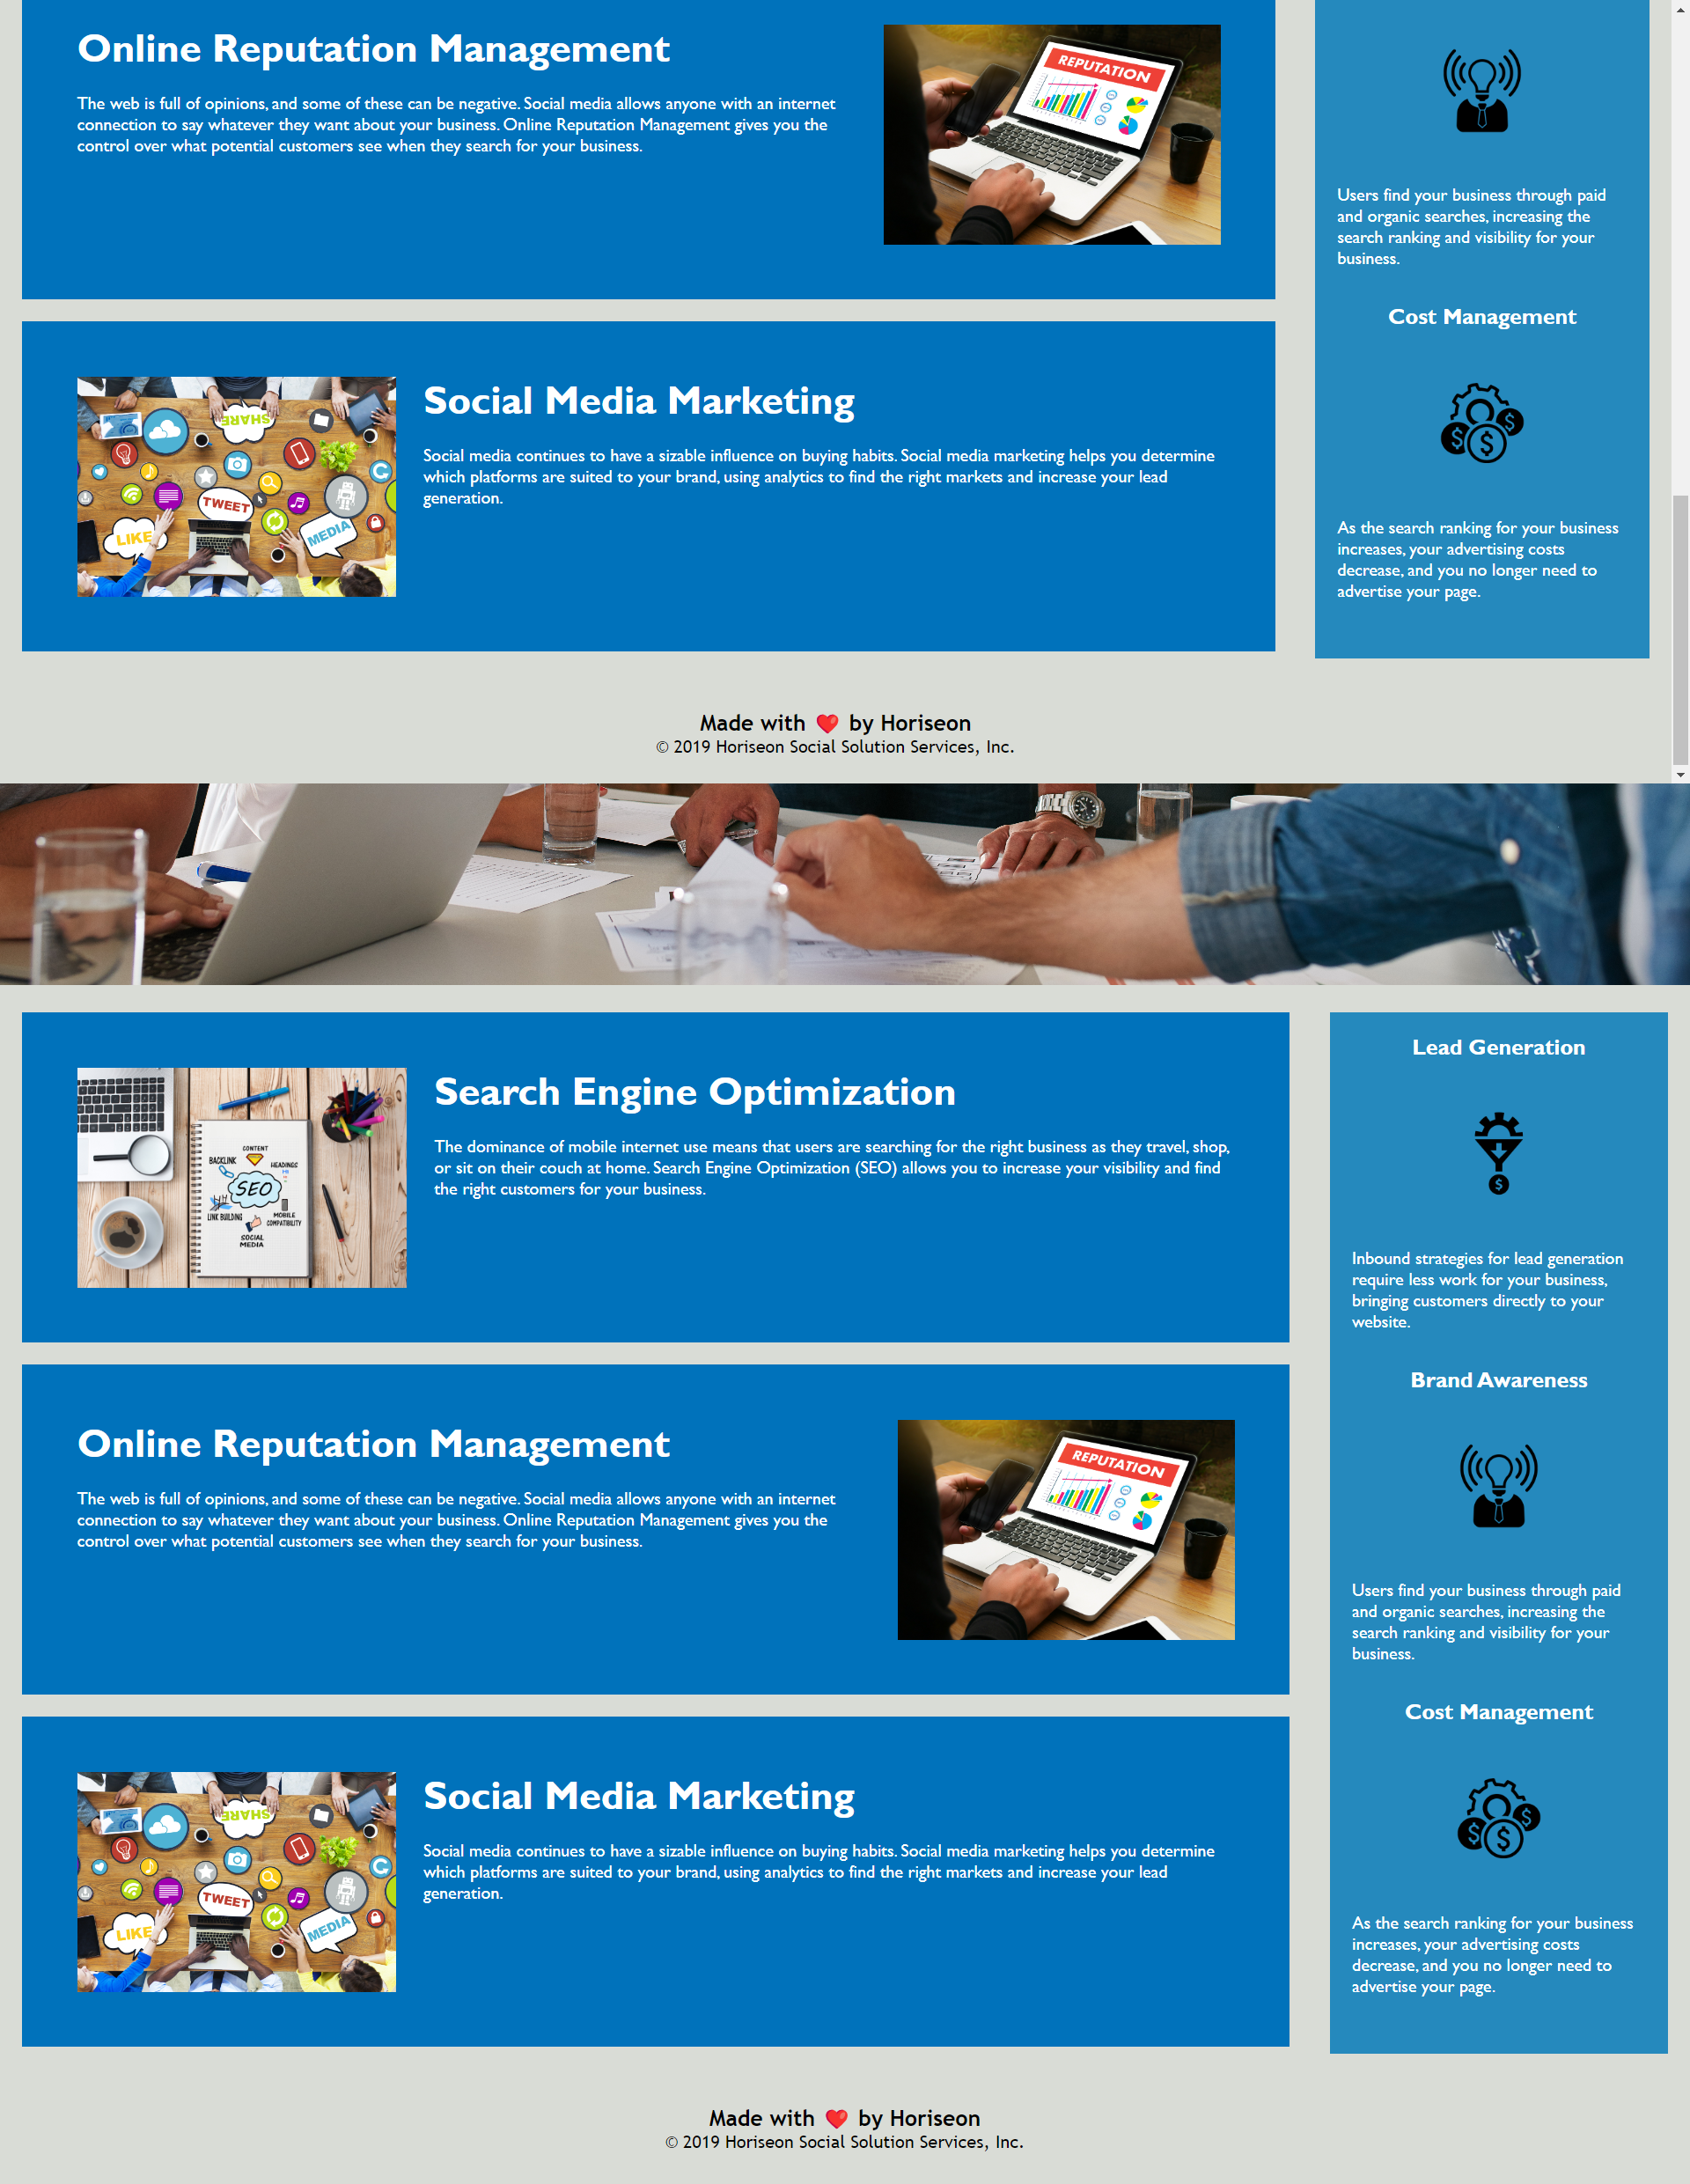 Online Reputation Management
The web is full of opinions, and some of these can be negative. Social media allows anyone with an internet
connection to say whatever they want about your business. Online Reputation Management gives you the
control over what potential customers see when they search for your business.
REPUTATION
Users find your business through paid
and organic searches, increasing the
search ranking and visibility for your
business.
Cost Management
$ $ $
As the search ranking for your business
increases, your advertising costs
decrease, and you no longer need to
advertise your page.
SHARE
TWEET
LIKE
MEDIA
Social Media Marketing
Social media continues to have a sizable influence on buying habits. Social media marketing helps you determine
which platforms are suited to your brand, using analytics to find the right markets and increase your lead
generation.
Made with ❤️ by Horiseon
© 2019 Horiseon Social Solution Services, Inc.
CONTENT
BACKLINK
HEADINGS
SEO
LINK BUILDING
MOBILE
COMPATIBILITY
SOCIAL
MEDIA
Search Engine Optimization
The dominance of mobile internet use means that users are searching for the right business as they travel, shop,
or sit on their couch at home. Search Engine Optimization (SEO) allows you to increase your visibility and find
the right customers for your business.
Lead Generation
$
Inbound strategies for lead generation
require less work for your business,
bringing customers directly to your
website.
Online Reputation Management
The web is full of opinions, and some of these can be negative. Social media allows anyone with an internet
connection to say whatever they want about your business. Online Reputation Management gives you the
control over what potential customers see when they search for your business.
REPUTATION
Brand Awareness
Users find your business through paid
and organic searches, increasing the
search ranking and visibility for your
business.
SHARE
TWEET
LIKE
MEDIA
Social Media Marketing
Social media continues to have a sizable influence on buying habits. Social media marketing helps you determine
which platforms are suited to your brand, using analytics to find the right markets and increase your lead
generation.
Cost Management
$ $ $
As the search ranking for your business
increases, your advertising costs
decrease, and you no longer need to
advertise your page.
Made with ❤️ by Horiseon
© 2019 Horiseon Social Solution Services, Inc.